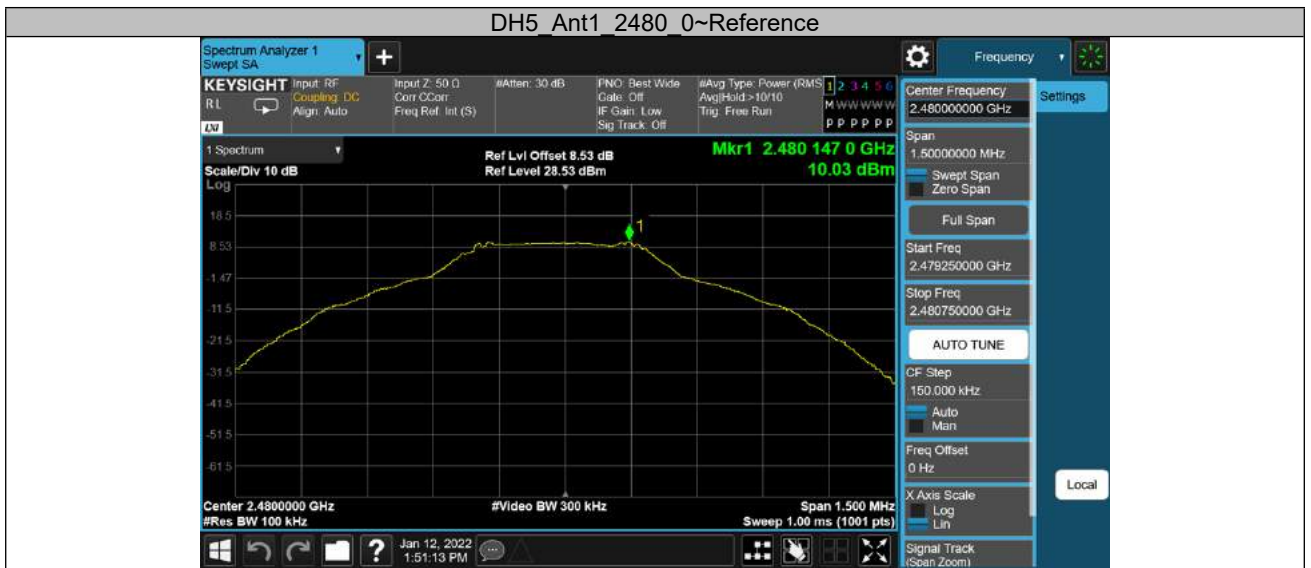 DH5_Ant1_2480_0~Reference
Spectrum Analyzer 1
Swept SA
Frequency
KEYSIGHT
RL
LXI
Input: RF
Coupling: DC
Align: Auto
Input Z: 50 Ω
Corr CCorr
Freq Ref: Int (S)
#Atten: 30 dB
PNO: Best Wide
Gate: Off
IF Gain: Low
Sig Track: Off
#Avg Type: Power (RMS
Avg|Hold:>10/10
Trig: Free Run
1 2 3 4 5 6
M W W W W W
P P P P P P
1 Spectrum
Scale/Div 10 dB
Log
Ref Lvl Offset 8.53 dB
Ref Level 28.53 dBm
Mkr1 2.480 147 0 GHz
10.03 dBm
1
18.5
8.53
-1.47
-11.5
-21.5
-31.5
-41.5
-51.5
-61.5
Center 2.4800000 GHz
#Res BW 100 kHz
#Video BW 300 kHz
Span 1.500 MHz
Sweep 1.00 ms (1001 pts)
Jan 12, 2022
1:51:13 PM
Center Frequency
2.480000000 GHz
Span
1.50000000 MHz
Swept Span
Zero Span
Full Span
Start Freq
2.479250000 GHz
Stop Freq
2.480750000 GHz
AUTO TUNE
CF Step
150.000 kHz
Auto
Man
Freq Offset
0 Hz
X Axis Scale
Log
Lin
Signal Track
(Span Zoom)
Settings
Local